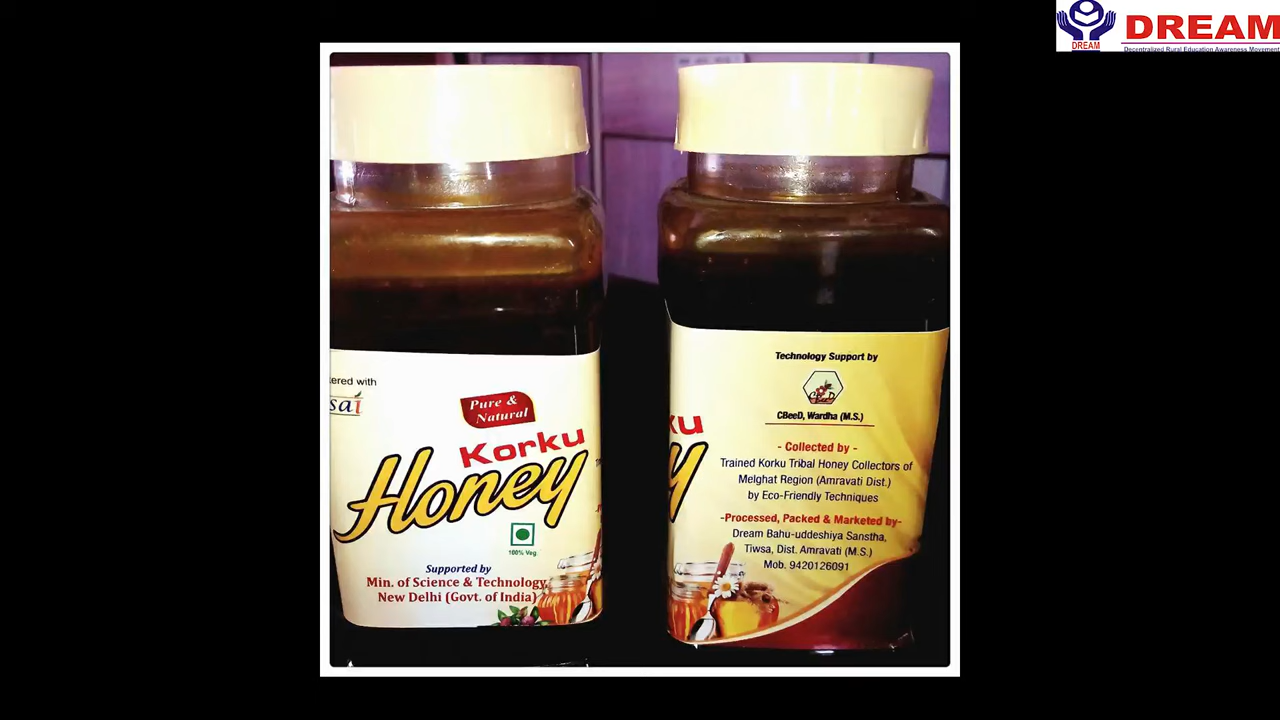 DREAM
DREAM
Decentralized Rural Education Awareness Movement
tered with
sai
Pure &
Natural
Korku
Honey
100% Veg
Supported by
Min. of Science & Technology,
New Delhi (Govt. of India)
ku
y
Technology Support by
CBeeD
CBeeD, Wardha (M.S.)
- Collected by -
Trained Korku Tribal Honey Collectors of
Melghat Region (Amravati Dist.)
by Eco-Friendly Techniques
-Processed, Packed & Marketed by-
Dream Bahu-uddeshiya Sanstha,
Tiwsa, Dist. Amravati (M.S.)
Mob. 9420126091